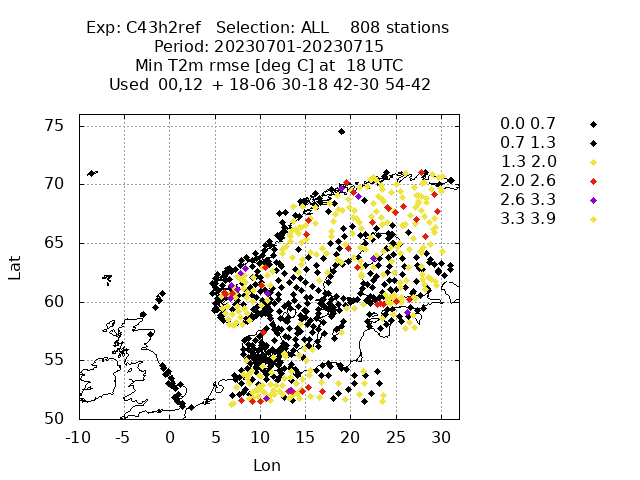 Exp: C43h2ref   Selection: ALL    808 stations
Period: 20230701-20230715
Min T2m rmse [deg C] at  18 UTC
Used  00,12  + 18-06 30-18 42-30 54-42
0.0 0.7
0.7 1.3
1.3 2.0
2.0 2.6
2.6 3.3
3.3 3.9
75
70
65
60
55
50
Lat
-10 -5 0 5 10 15 20 25 30
Lon